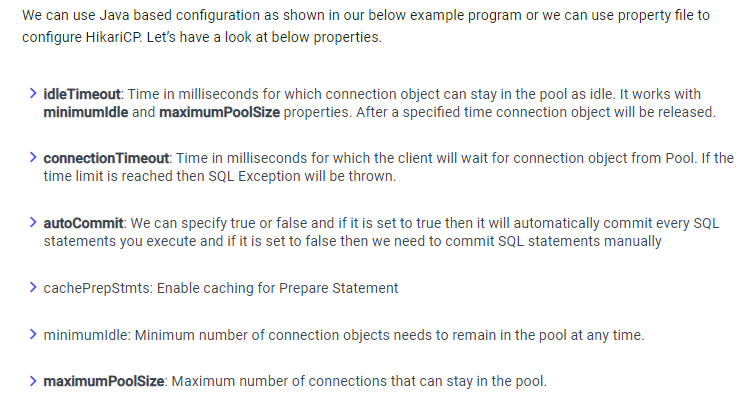 We can use Java based configuration as shown in our below example program or we can use property file to
configure HikariCP. Let's have a look at below properties.
idleTimeout: Time in milliseconds for which connection object can stay in the pool as idle. It works with
minimumIdle and maximumPoolSize properties. After a specified time connection object will be released.
connectionTimeout: Time in milliseconds for which the client will wait for connection object from Pool. If the
time limit is reached then SQL Exception will be thrown.
autoCommit: We can specify true or false and if it is set to true then it will automatically commit every SQL
statements you execute and if it is set to false then we need to commit SQL statements manually
cachePrepStmts: Enable caching for Prepare Statement
minimumIdle: Minimum number of connection objects needs to remain in the pool at any time.
maximumPoolSize: Maximum number of connections that can stay in the pool.